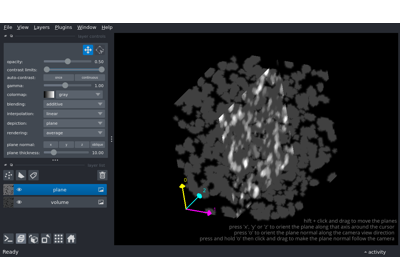 File View Layers Plugins Window Help
layer controls
opacity: 0.50
contrast limits:
auto-contrast: once continuous
gamma: 1.00
colormap: gray
blending: additive
interpolation: linear
depiction: plane
rendering: average
plane normal: x y z oblique
plane thickness: 10.00
layer list
plane
volume
shift + click and drag to move the plane
press 'x', 'y' or 'z' to orient the plane along that axis around the cursor
press 'o' to orient the plane normal along the camera view direction
press and hold 'o' then click and drag to make the plane normal follow the camera
Ready
activity